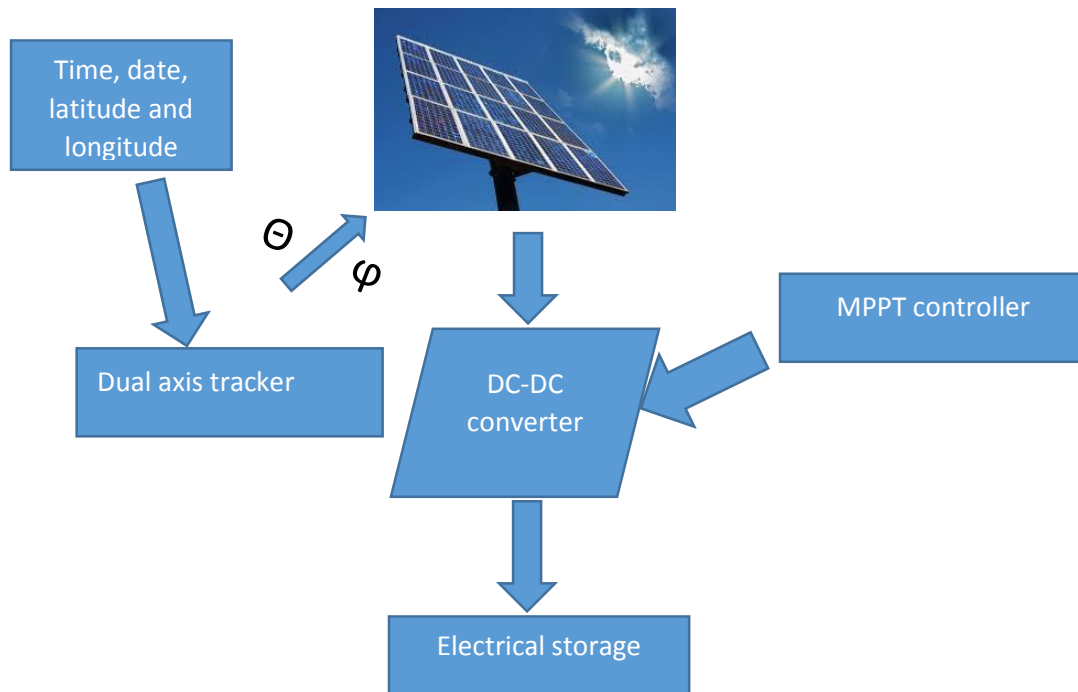 Time, date,
latitude and
longitude
Θ
φ
MPPT controller
Dual axis tracker
DC-DC
converter
Electrical storage